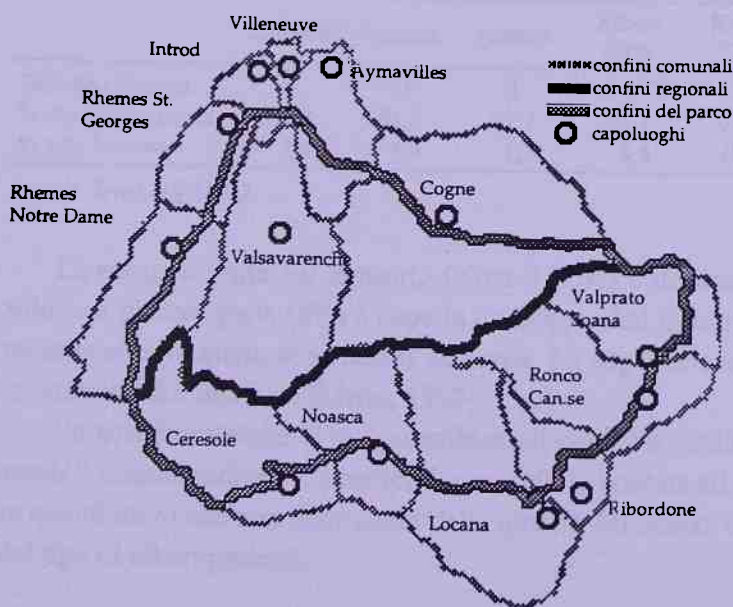 Villeneuve
Introd
Aymavilles
confini comunali
confini regionali
confini del parco
capoluoghi
Rhemes St.
Georges
Rhemes
Notre Dame
Cogne
Valsavarench
Valprato
Soana
Ronco
Can.se
Noasca
Ceresole
Locana
Ribordone